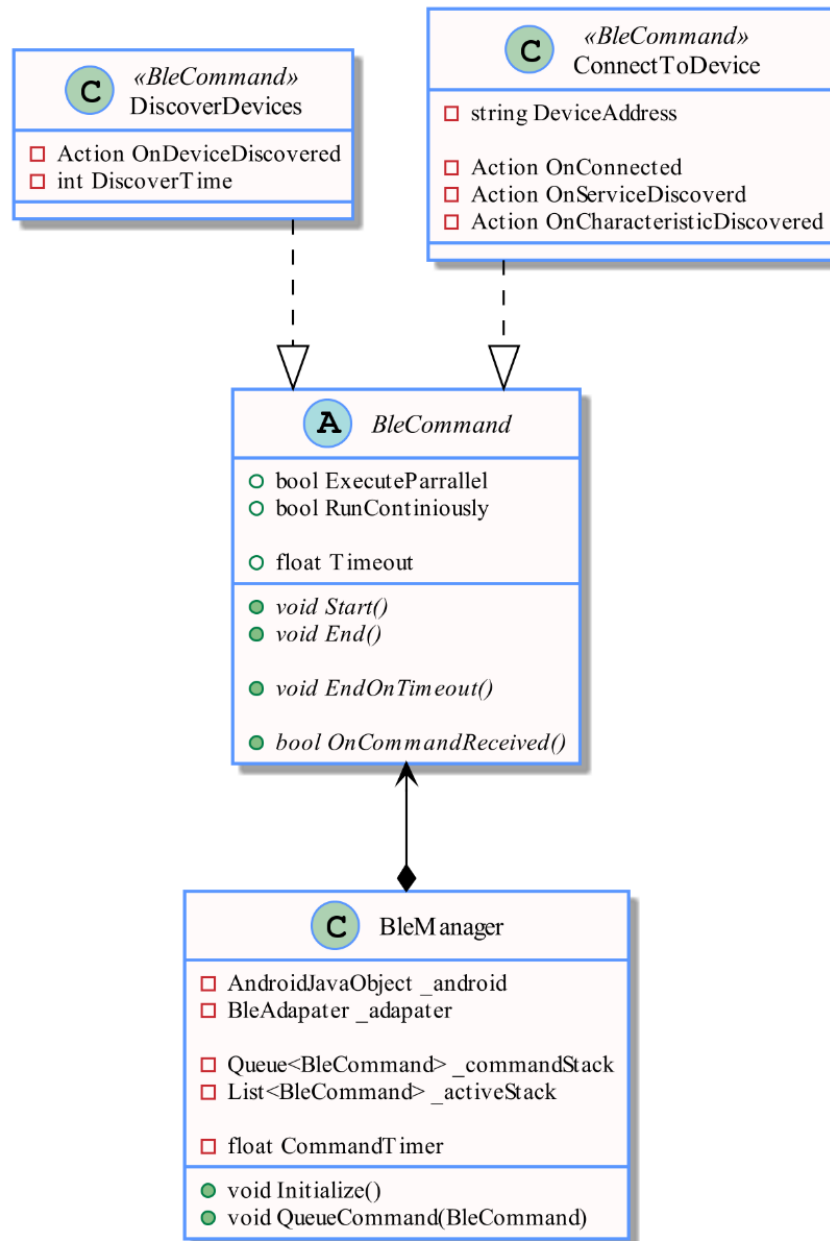 C
«BleCommand»
DiscoverDevices
Action OnDeviceDiscovered
int DiscoverTime
C
«BleCommand»
ConnectToDevice
string DeviceAddress
Action OnConnected
Action OnServiceDiscoverd
Action OnCharacteristicDiscovered
A
BleCommand
bool ExecuteParrallel
bool RunContiniously
float Timeout
void Start()
void End()
void EndOnTimeout()
bool OnCommandReceived()
C
BleManager
AndroidJavaObject _android
BleAdapater _adapater
Queue<BleCommand> _commandStack
List<BleCommand> _activeStack
float CommandTimer
void Initialize()
void QueueCommand(BleCommand)